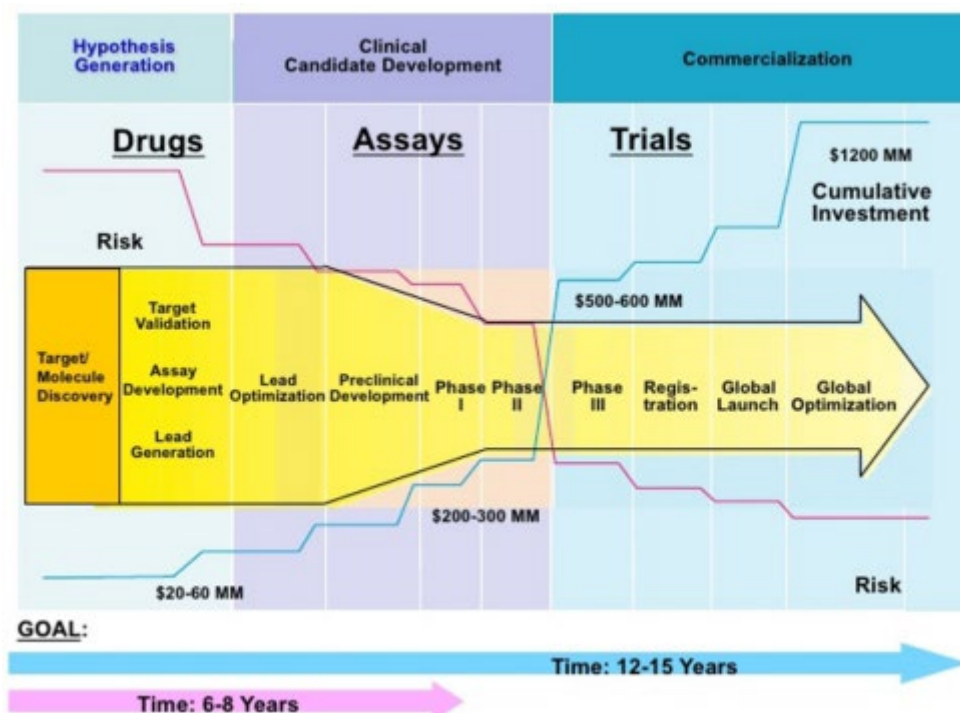 Hypothesis
Generation
Clinical
Candidate Development
Commercialization
Drugs
Assays
Trials
$1200 MM
Cumulative
Investment
Risk
$500-600 MM
Target
Validation
Target/
Molecule
Discovery
Assay
Development
Lead
Generation
Lead
Optimization
Preclinical
Development
Phase
I
Phase
II
Phase
III
Regis-
tration
Global
Launch
Global
Optimization
$200-300 MM
$20-60 MM
Risk
GOAL:
Time: 12-15 Years
Time: 6-8 Years